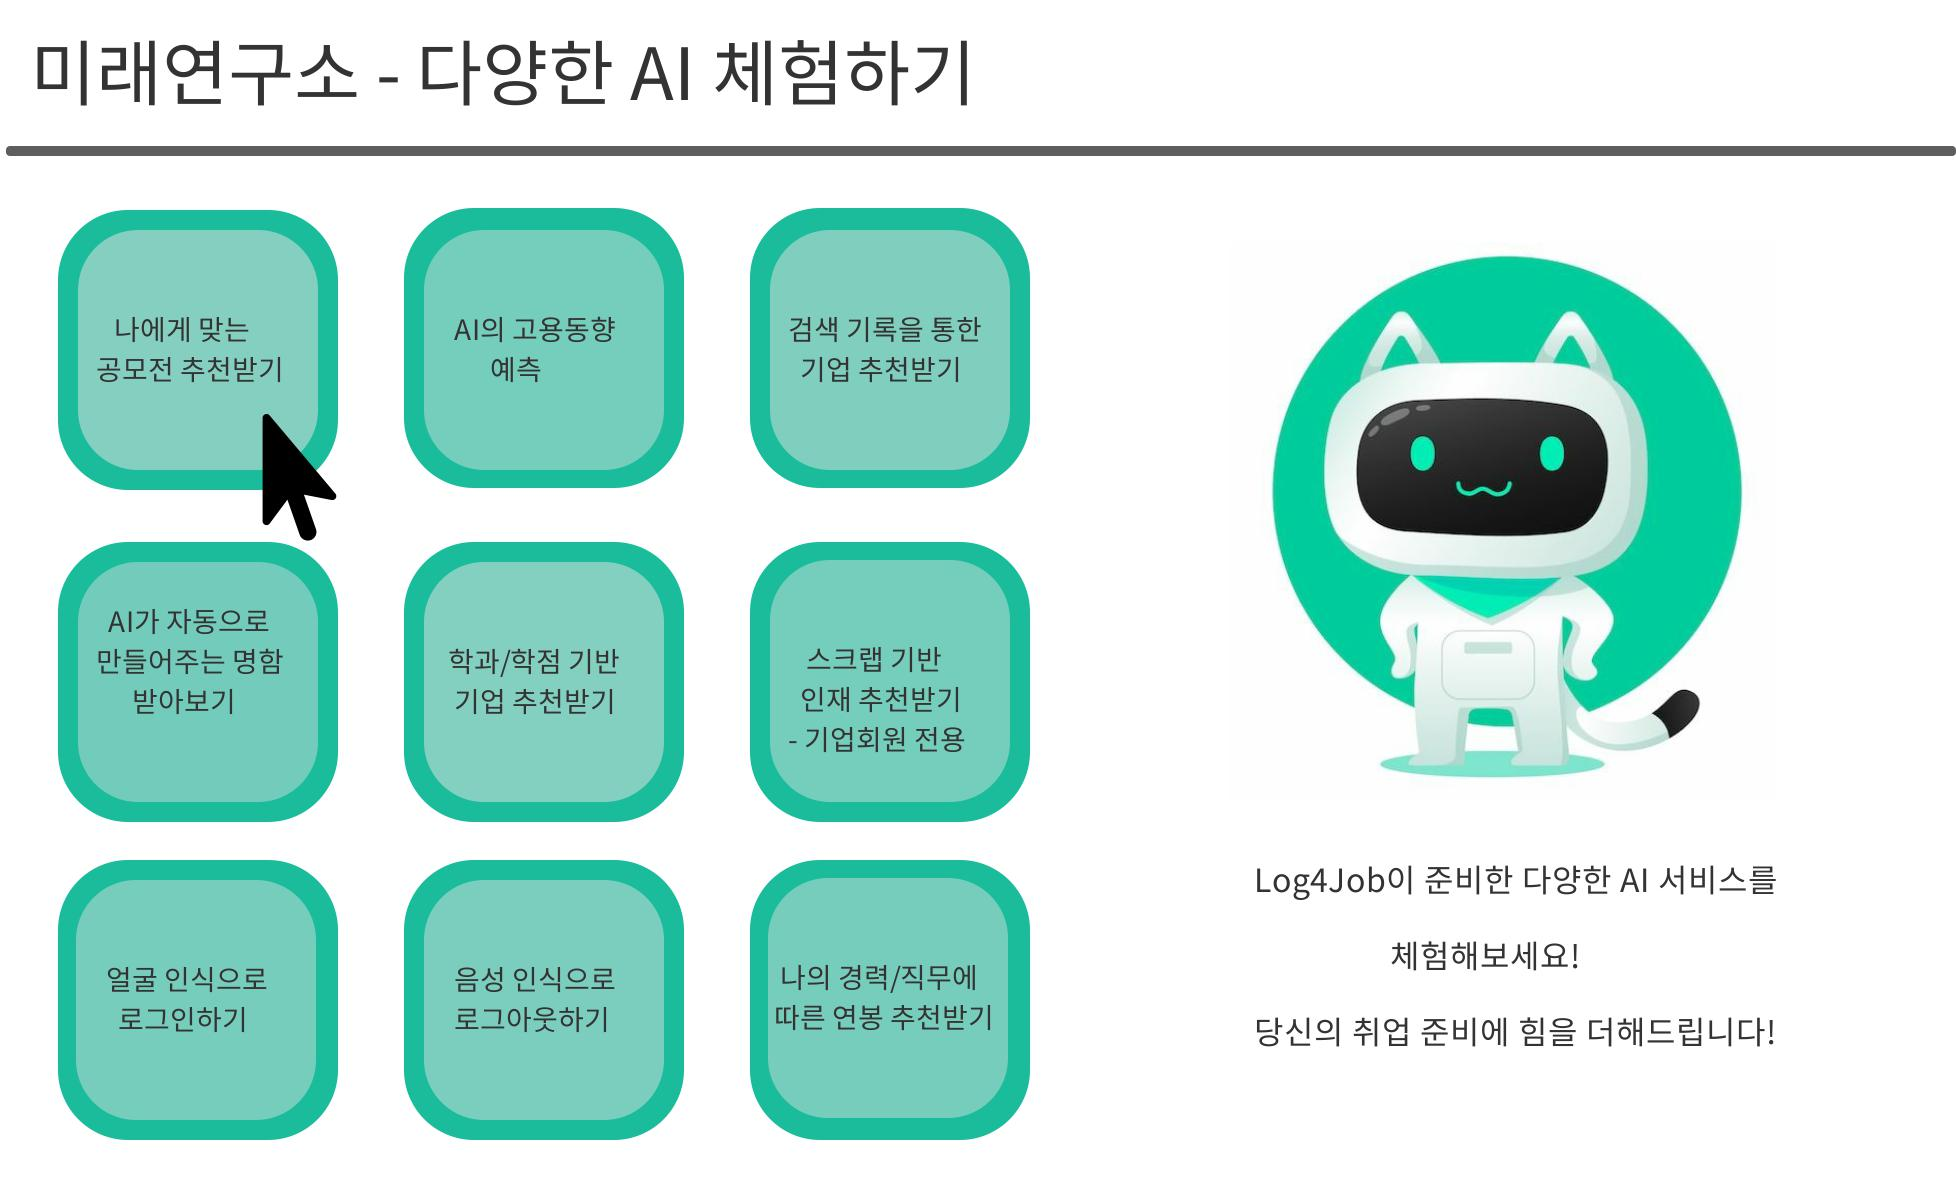 미래연구소 - 다양한 AI 체험하기
나에게 맞는
공모전 추천받기
AI의 고용동향
예측
검색 기록을 통한
기업 추천받기
AI가 자동으로
만들어주는 명함
받아보기
학과/학점 기반
기업 추천받기
스크랩 기반
인재 추천받기
- 기업회원 전용
얼굴 인식으로
로그인하기
음성 인식으로
로그아웃하기
나의 경력/직무에
따른 연봉 추천받기
Log4Job이 준비한 다양한 AI 서비스를
체험해보세요!
당신의 취업 준비에 힘을 더해드립니다!